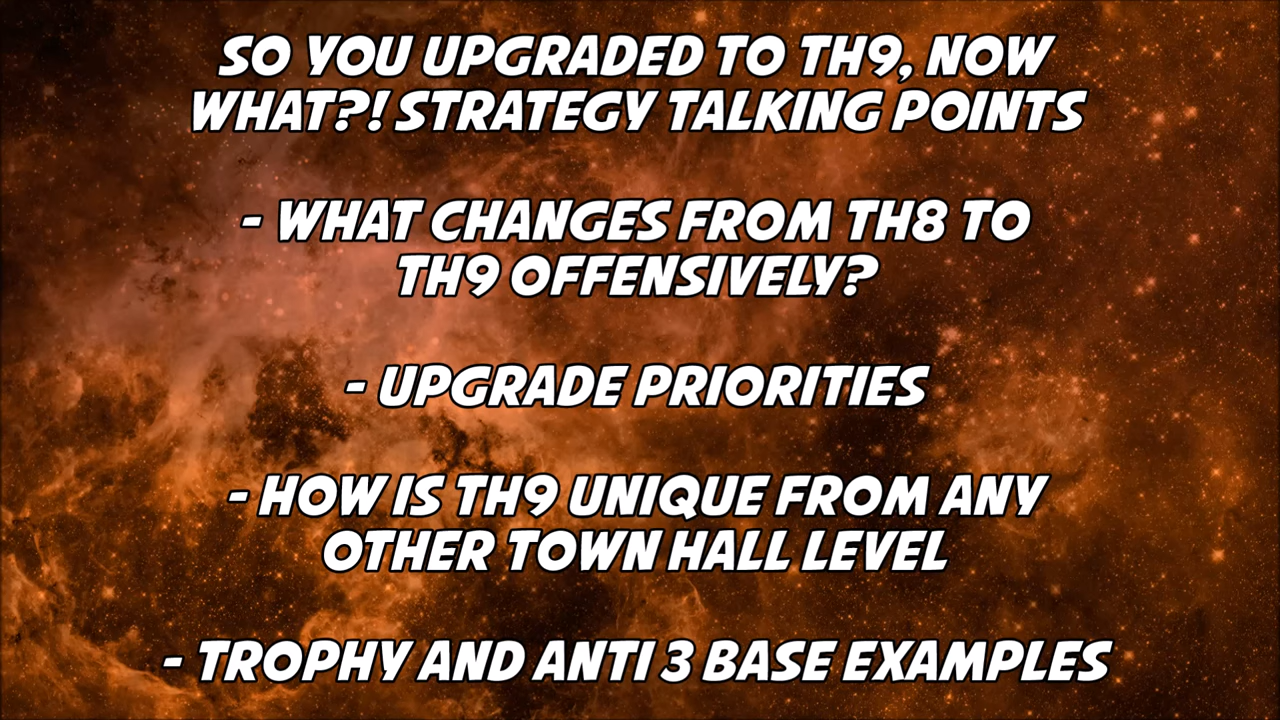 SO YOU UPGRADED TO TH9, NOW
WHAT?! STRATEGY TALKING POINTS
- WHAT CHANGES FROM TH8 TO
TH9 OFFENSIVELY?
- UPGRADE PRIORITIES
- HOW IS TH9 UNIQUE FROM ANY
OTHER TOWN HALL LEVEL
- TROPHY AND ANTI 3 BASE EXAMPLES